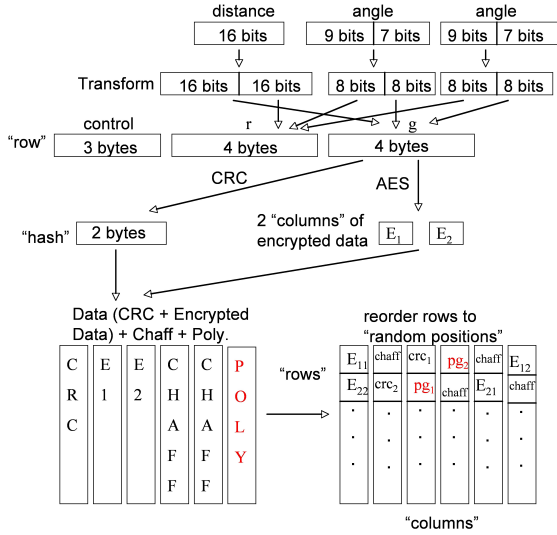 distance angle angle
16 bits 9 bits 7 bits 9 bits 7 bits
Transform 16 bits 16 bits 8 bits 8 bits 8 bits 8 bits
control r g
“row” 3 bytes 4 bytes 4 bytes
CRC AES
“hash” 2 bytes
2 “columns” of
encrypted data
E1 E2
Data (CRC + Encrypted
Data) + Chaff + Poly.
C E E C C P
R 1 2 H H O
C A A L
F F Y
F F
“rows”
reorder rows to
“random positions”
E11 chaff crc1 pg2 chaff E12
E22 crc2 pg1 chaff E21 chaff
“columns”